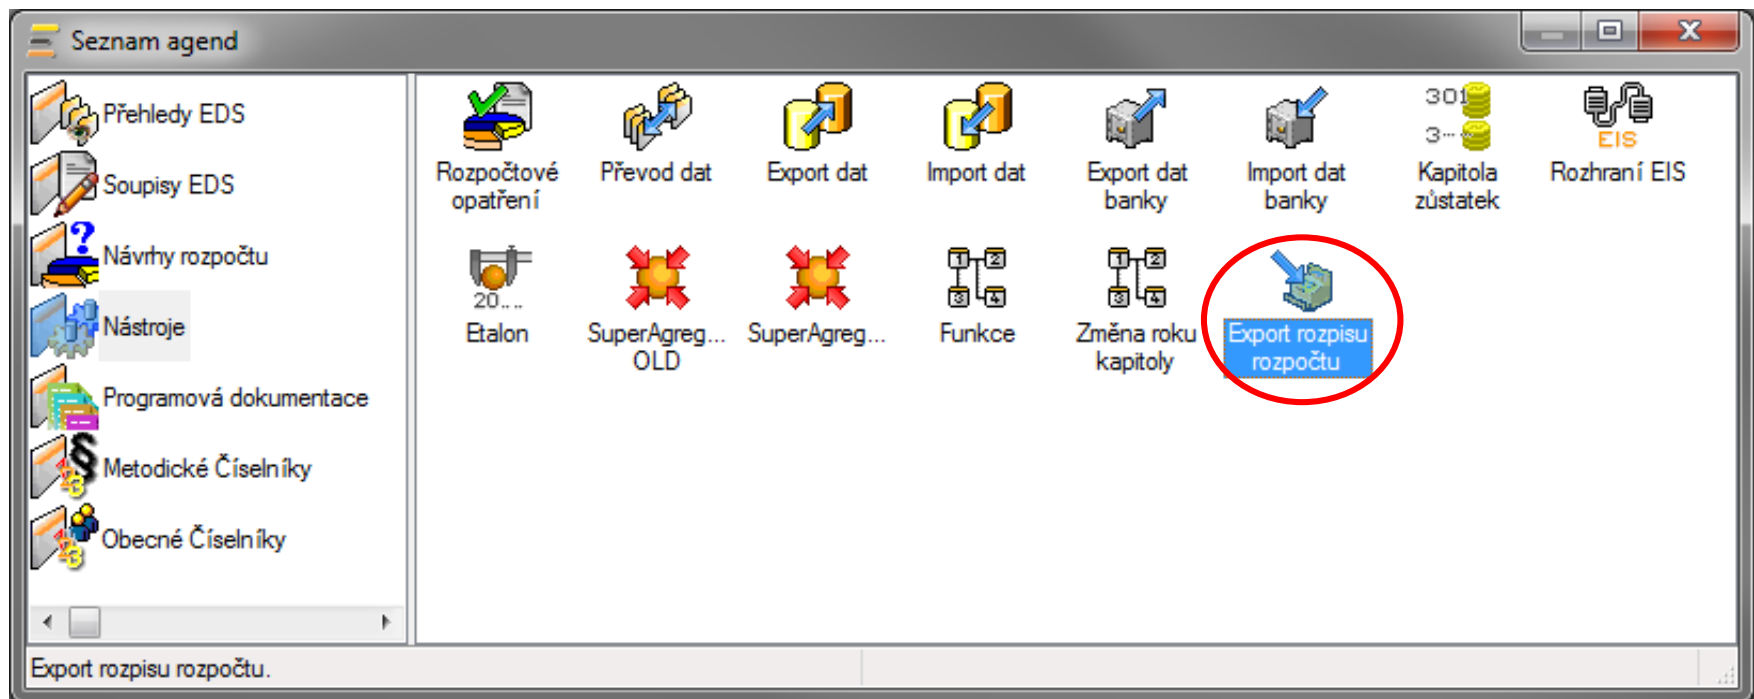 Seznam agend
Přehledy EDS
Soupisy EDS
Návrhy rozpočtu
Nástroje
Programová dokumentace
Metodické Číselníky
Obecné Číselníky
Rozpočtové
opatření
Převod dat
Export dat
Import dat
Export dat
banky
Import dat
banky
301
3--
Kapitola
zůstatek
EIS
Rozhraní EIS
20....
Etalon
SuperAgreg...
OLD
SuperAgreg...
1 2
3 4
Funkce
1 2
3 4
Změna roku
kapitoly
Export rozpisu
rozpočtu
Export rozpisu rozpočtu.